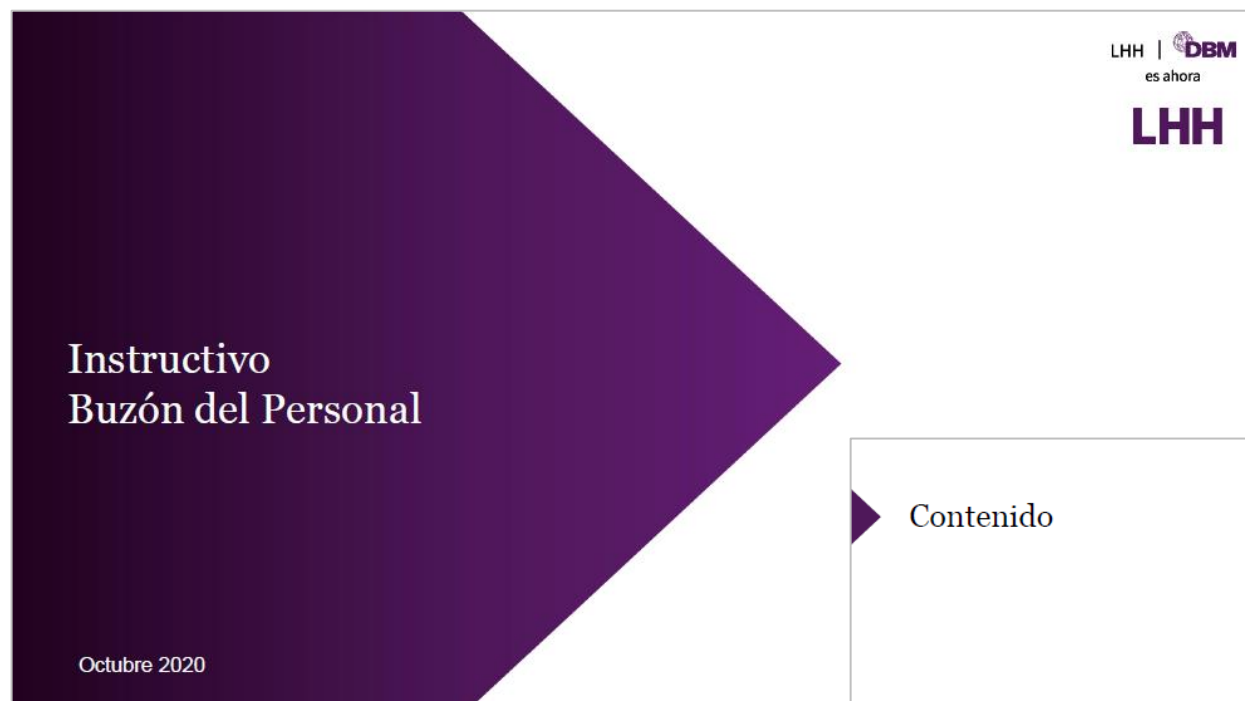 LHH | DBM
es ahora
LHH
Instructivo
Buzón del Personal
Octubre 2020
Contenido